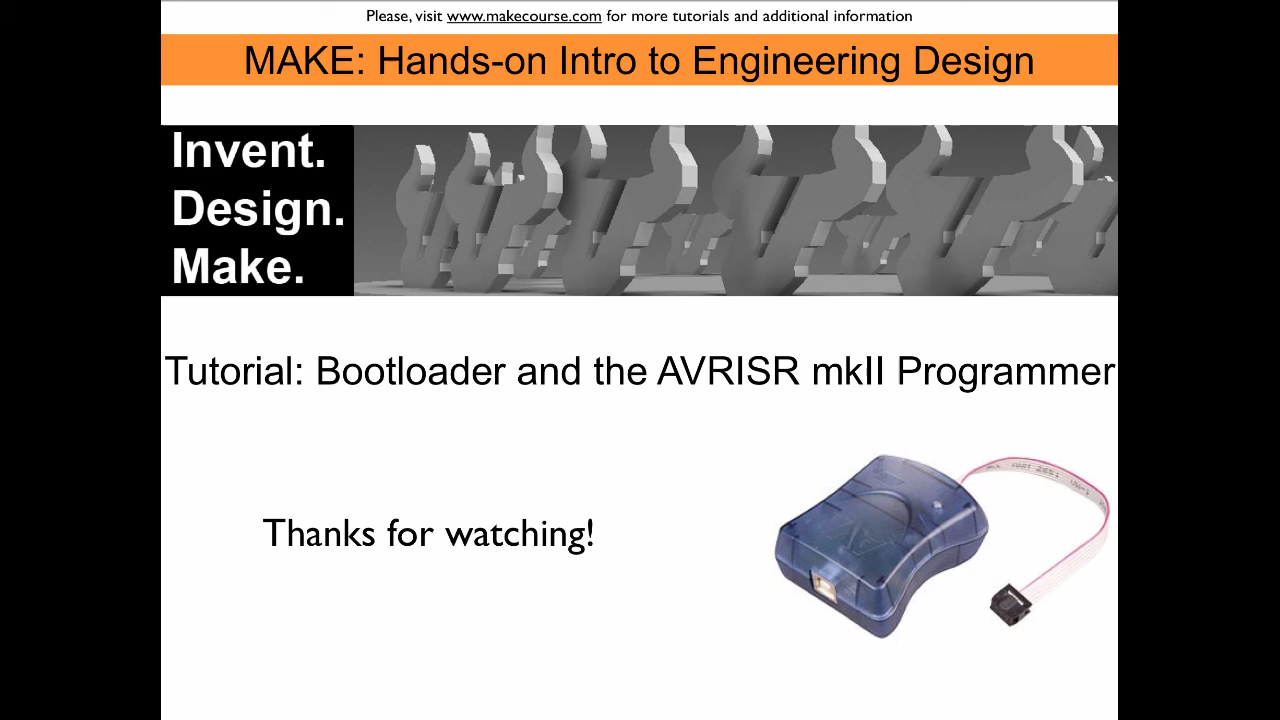 Please, visit www.makecourse.com for more tutorials and additional information
MAKE: Hands-on Intro to Engineering Design
Invent.
Design.
Make.
Tutorial: Bootloader and the AVRISR mkII Programmer
Thanks for watching!